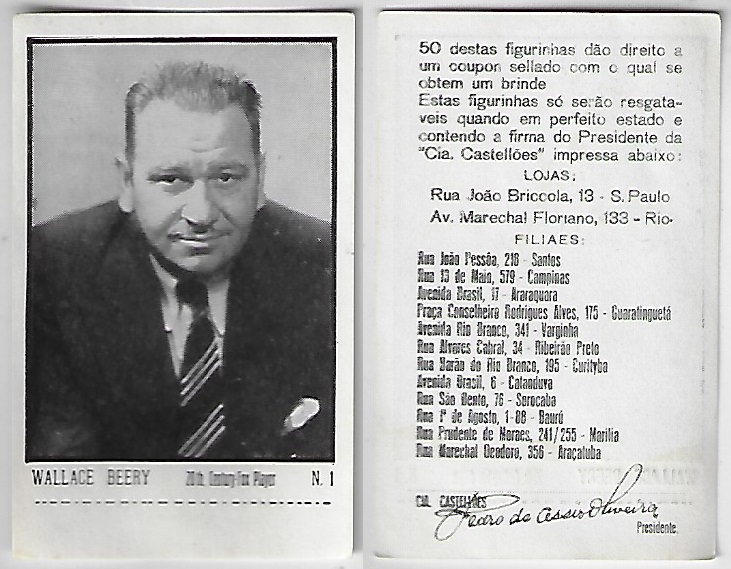 WALLACE BEERY 20th Century-Fox Player N. 1
50 destas figurinhas dão direito a
um coupon sellado com o qual se
obtem um brinde
Estas figurinhas só serão resgata-
veis quando em perfeito estado e
contendo a firma do Presidente da
"Cia. Castellões" impressa abaixo:
LOJAS:
Rua João Briccola, 13 - S. Paulo
Av. Marechal Floriano, 133 - Rio-
FILIAES:
Rua João Pessôa, 218 - Santos
Rua 13 de Maio, 579 - Campinas
Avenida Brasil, 17 - Araraquara
Praça Conselheiro Rodrigues Alves, 175 - Guaratinguetá
Avenida Rio Branco, 341 - Varginha
Rua Alvares Cabral, 34 - Ribeirão Preto
Rua Barão do Rio Branco, 195 - Curityba
Avenida Brasil, 6 - Catanduva
Rua São Bento, 76 - Sorocaba
Rua 1º de Agosto, 1-88 - Baurú
Rua Prudente de Moraes, 241/255 - Marilia
Rua Marechal Deodoro, 356 - Araçatuba
CIA. CASTELLÕES
Pedro de Assis Oliveira
Presidente.